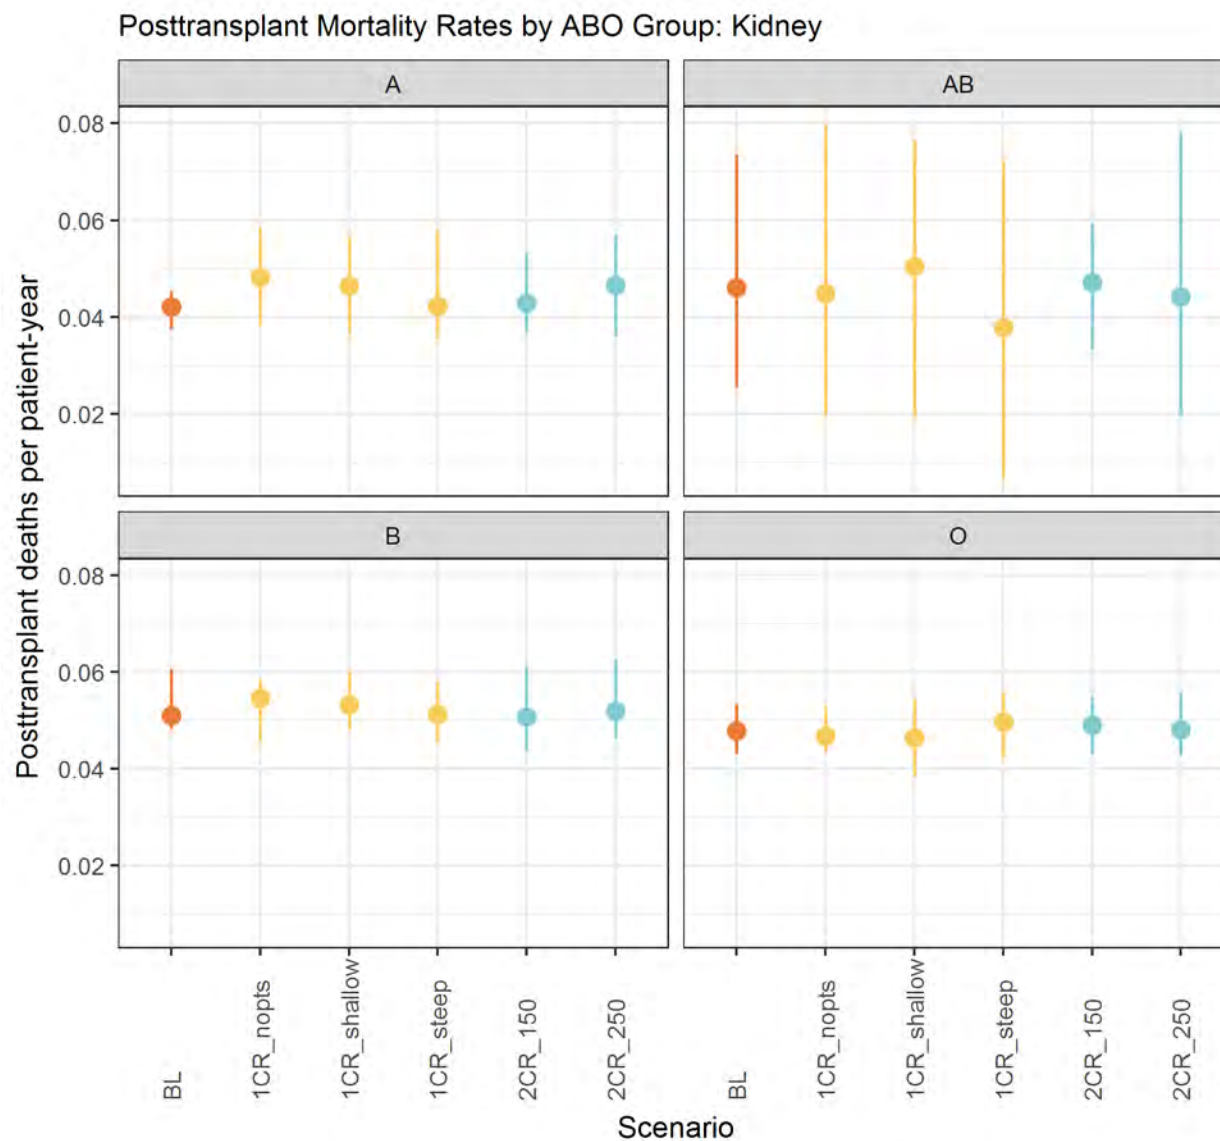 Posttransplant Mortality Rates by ABO Group: Kidney
A
AB
0.08
0.06
0.04
0.02
B
O
0.08
0.06
0.04
0.02
Posttransplant deaths per patient-year
BL
1CR_nopts
1CR_shallow
1CR_steep
2CR_150
2CR_250
BL
1CR_nopts
1CR_shallow
1CR_steep
2CR_150
2CR_250
Scenario